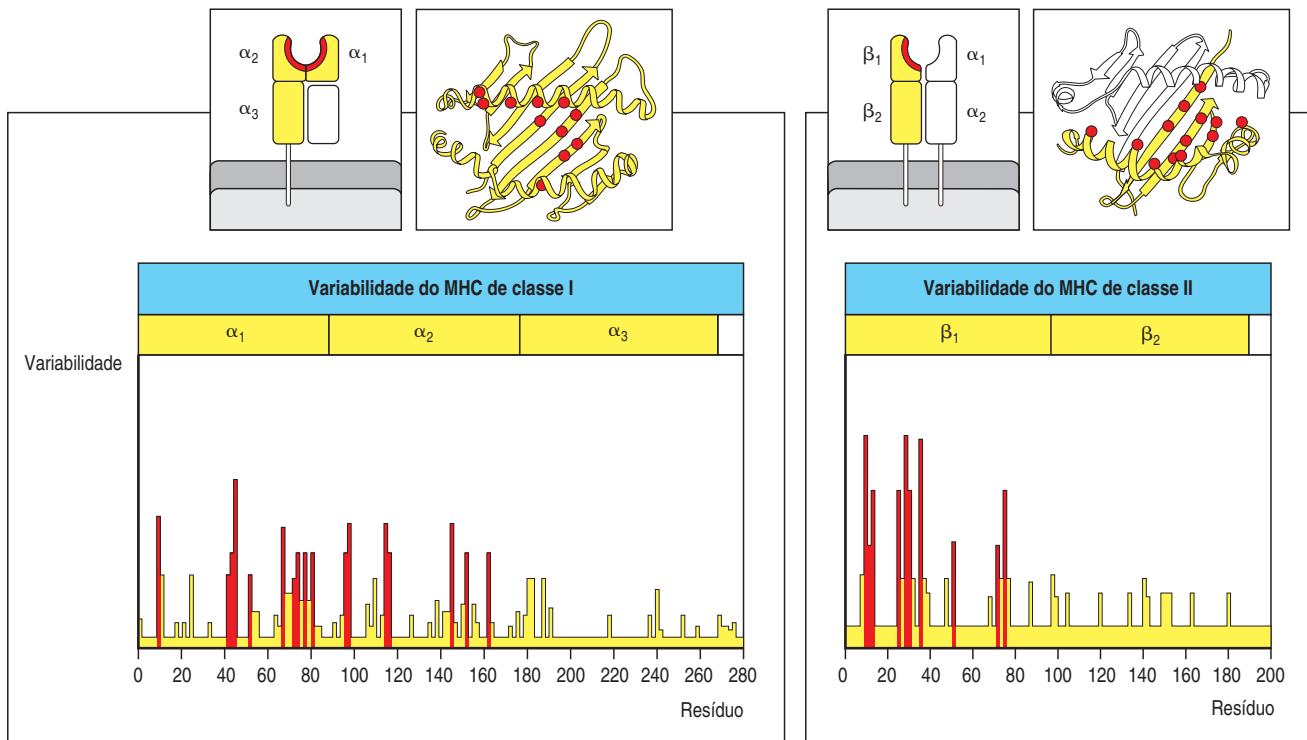 α2 α1
α3
β1 α1
β2 α2
Variabilidade do MHC de classe I
α1 α2 α3
Variabilidade
0 20 40 60 80 100 120 140 160 180 200 220 240 260 280
Resíduo
Variabilidade do MHC de classe II
β1 β2
0 20 40 60 80 100 120 140 160 180 200
Resíduo